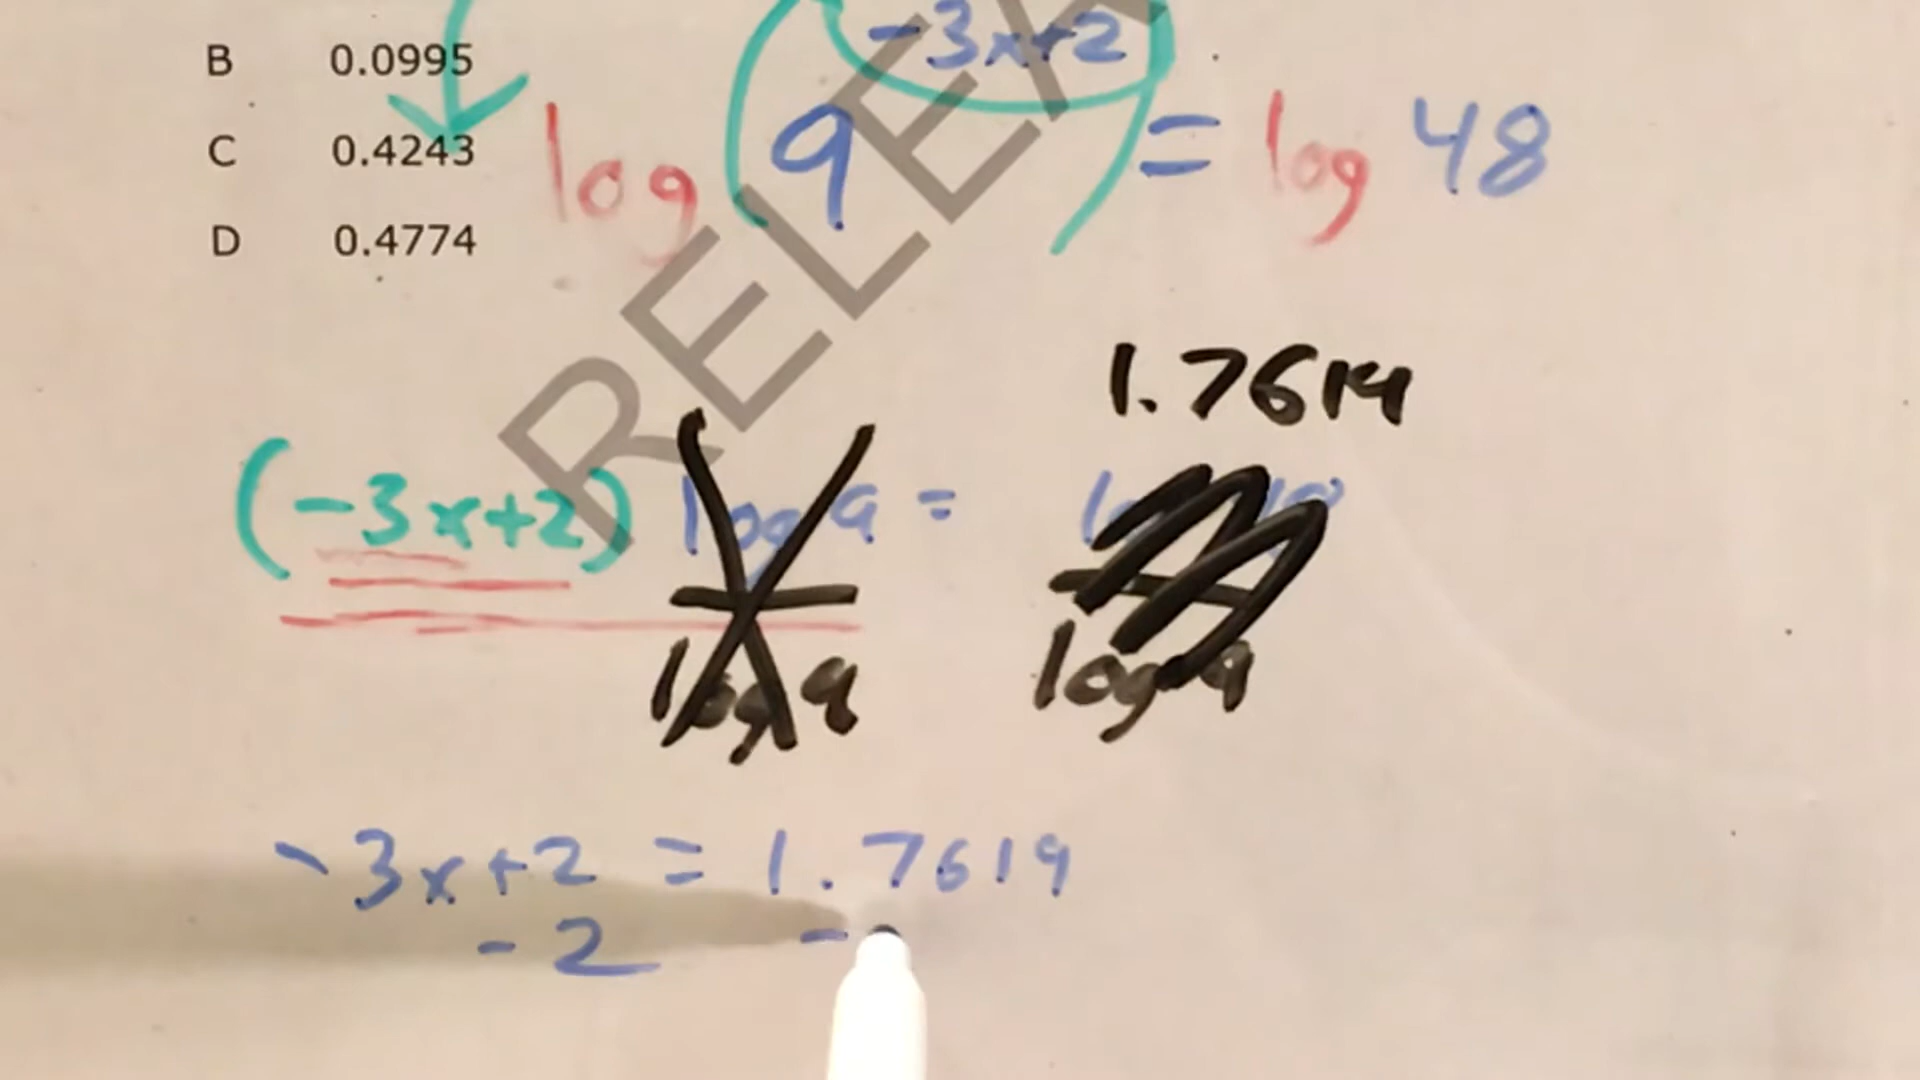 B 0.0995
C 0.4243
D 0.4774
-3x+2
log (9 ) = log 48
RELEA
1.7619
(-3x+2) log 9 =
log 9 log 9
-3x+2 = 1.7619
-2 -